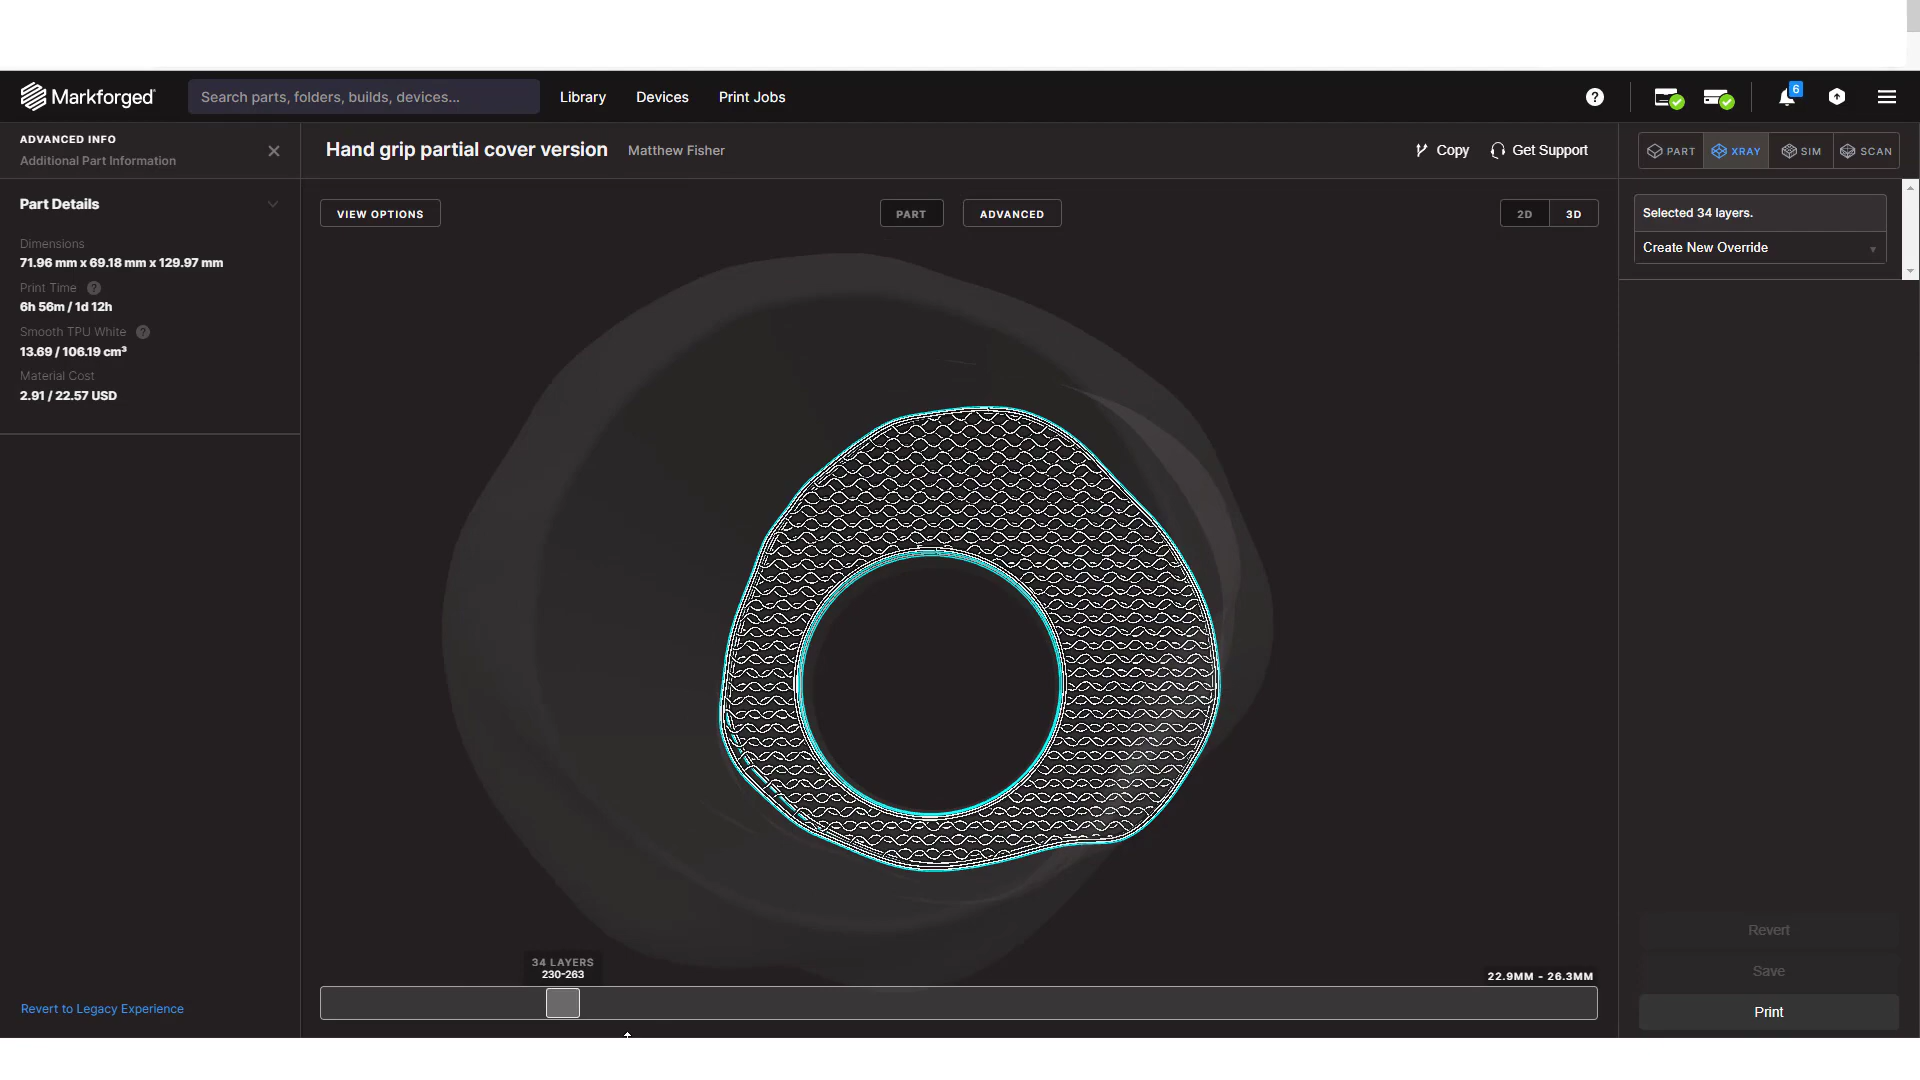 Markforged
Search parts, folders, builds, devices...
Library
Devices
Print Jobs
?
6
ADVANCED INFO
Additional Part Information
Hand grip partial cover version
Matthew Fisher
Copy
Get Support
PART
XRAY
SIM
SCAN
Part Details
Dimensions
71.96 mm x 69.18 mm x 129.97 mm
Print Time ?
6h 56m / 1d 12h
Smooth TPU White ?
13.69 / 106.19 cm³
Material Cost
2.91 / 22.57 USD
VIEW OPTIONS
PART
ADVANCED
2D
3D
Selected 34 layers.
Create New Override
34 LAYERS
230-263
22.9MM - 26.3MM
Revert to Legacy Experience
Revert
Save
Print